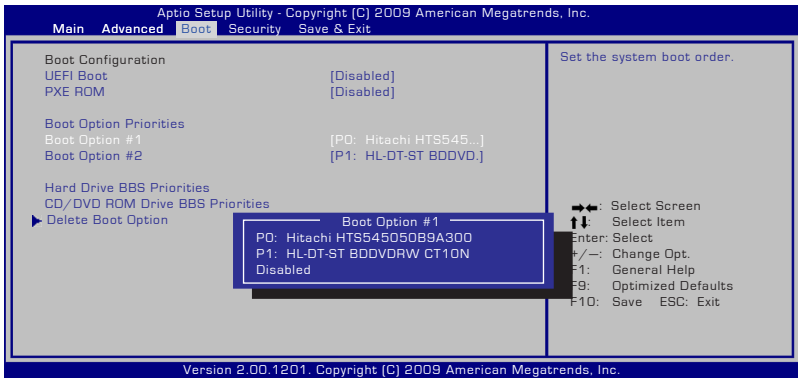 Aptio Setup Utility - Copyright (C) 2009 American Megatrends, Inc.
Main Advanced Boot Security Save & Exit
Boot Configuration
UEFI Boot [Disabled]
PXE ROM [Disabled]
Boot Option Priorities
Boot Option #1 [P0: Hitachi HTS545...]
Boot Option #2 [P1: HL-DT-ST BDDVD.]
Hard Drive BBS Priorities
CD/DVD ROM Drive BBS Priorities
Delete Boot Option
Boot Option #1
P0: Hitachi HTS545050B9A300
P1: HL-DT-ST BDDVDRW CT10N
Disabled
Set the system boot order.
→←: Select Screen
↑↓: Select Item
Enter: Select
+/—: Change Opt.
F1: General Help
F9: Optimized Defaults
F10: Save ESC: Exit
Version 2.00.1201. Copyright (C) 2009 American Megatrends, Inc.